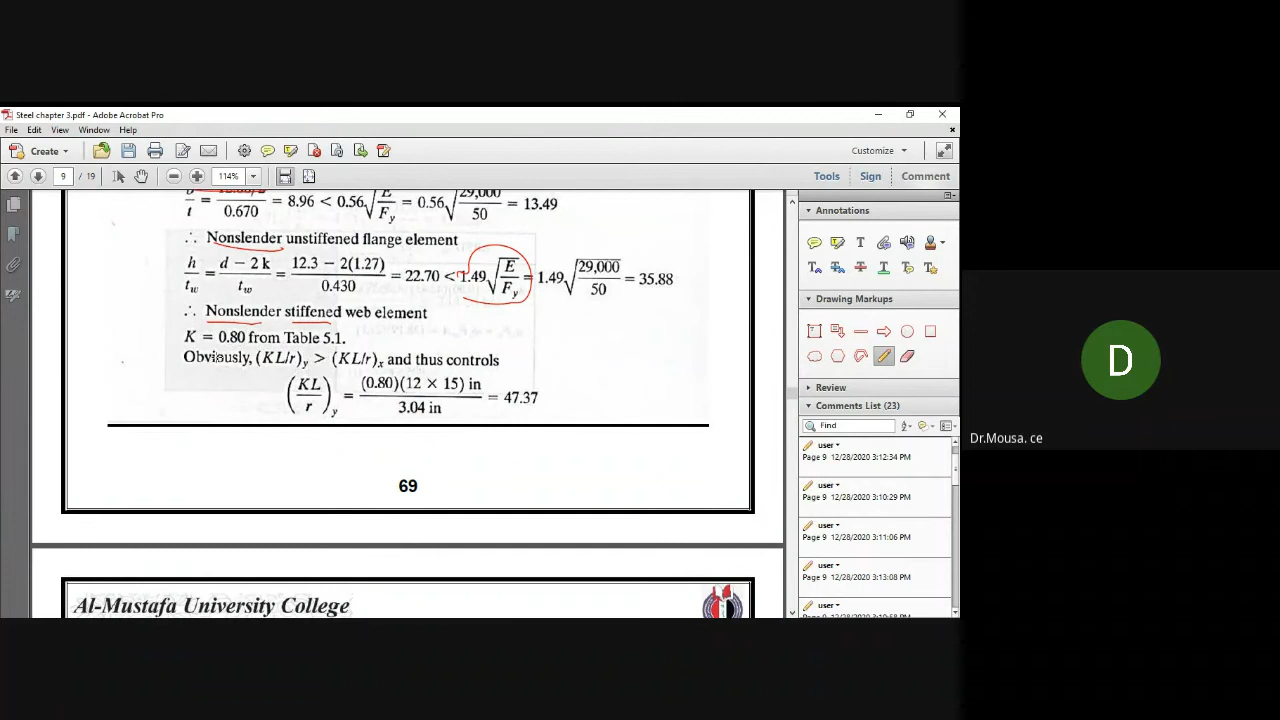 Steel chapter 3.pdf - Adobe Acrobat Pro
File Edit View Window Help
Create Customize
9 / 19 114% Tools Sign Comment
t = 0.670 = 8.96 < 0.56√E/Fy = 0.56√29,000/50 = 13.49
∴ Nonslender unstiffened flange element
h/tw = d − 2k/tw = 12.3 − 2(1.27)/0.430 = 22.70 < 1.49√E/Fy = 1.49√29,000/50 = 35.88
∴ Nonslender stiffened web element
K = 0.80 from Table 5.1.
Obviously, (KL/r)y > (KL/r)x and thus controls
(KL/r)y = (0.80)(12 × 15) in/3.04 in = 47.37
69
Al-Mustafa University College
Annotations
Drawing Markups
Review
Comments List (23)
Find
user
Page 9 12/28/2020 3:12:34 PM
user
Page 9 12/28/2020 3:10:29 PM
user
Page 9 12/28/2020 3:11:06 PM
user
Page 9 12/28/2020 3:13:08 PM
user
D
Dr.Mousa. ce